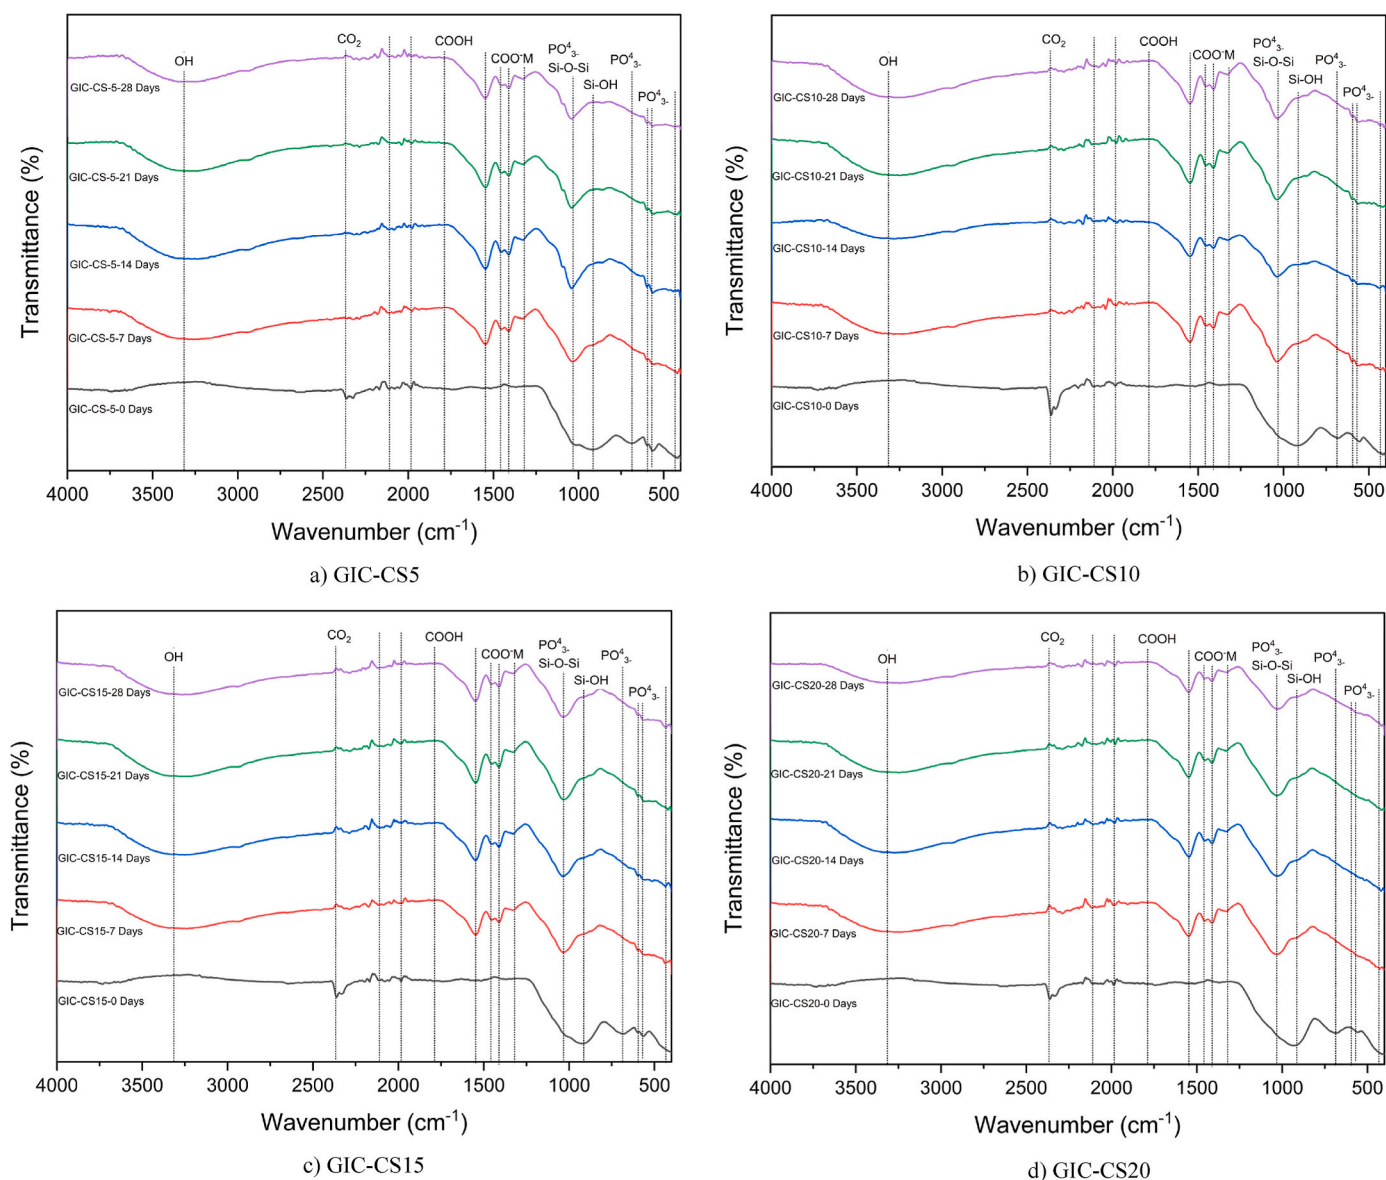 OH
CO2
COOH
COO-M
PO43-
Si-O-Si
Si-OH
PO43-
PO43-
GIC-CS-5-28 Days
GIC-CS-5-21 Days
GIC-CS-5-14 Days
GIC-CS-5-7 Days
GIC-CS-5-0 Days
Transmittance (%)
4000 3500 3000 2500 2000 1500 1000 500
Wavenumber (cm-1)
a) GIC-CS5
OH
CO2
COOH
COO-M
PO43-
Si-O-Si
Si-OH
PO43-
PO43-
GIC-CS10-28 Days
GIC-CS10-21 Days
GIC-CS10-14 Days
GIC-CS10-7 Days
GIC-CS10-0 Days
Transmittance (%)
4000 3500 3000 2500 2000 1500 1000 500
Wavenumber (cm-1)
b) GIC-CS10
OH
CO2
COOH
COO-M
PO43-
Si-O-Si
Si-OH
PO43-
PO43-
GIC-CS15-28 Days
GIC-CS15-21 Days
GIC-CS15-14 Days
GIC-CS15-7 Days
GIC-CS15-0 Days
Transmittance (%)
4000 3500 3000 2500 2000 1500 1000 500
Wavenumber (cm-1)
c) GIC-CS15
OH
CO2
COOH
COO-M
PO43-
Si-O-Si
Si-OH
PO43-
PO43-
GIC-CS20-28 Days
GIC-CS20-21 Days
GIC-CS20-14 Days
GIC-CS20-7 Days
GIC-CS20-0 Days
Transmittance (%)
4000 3500 3000 2500 2000 1500 1000 500
Wavenumber (cm-1)
d) GIC-CS20